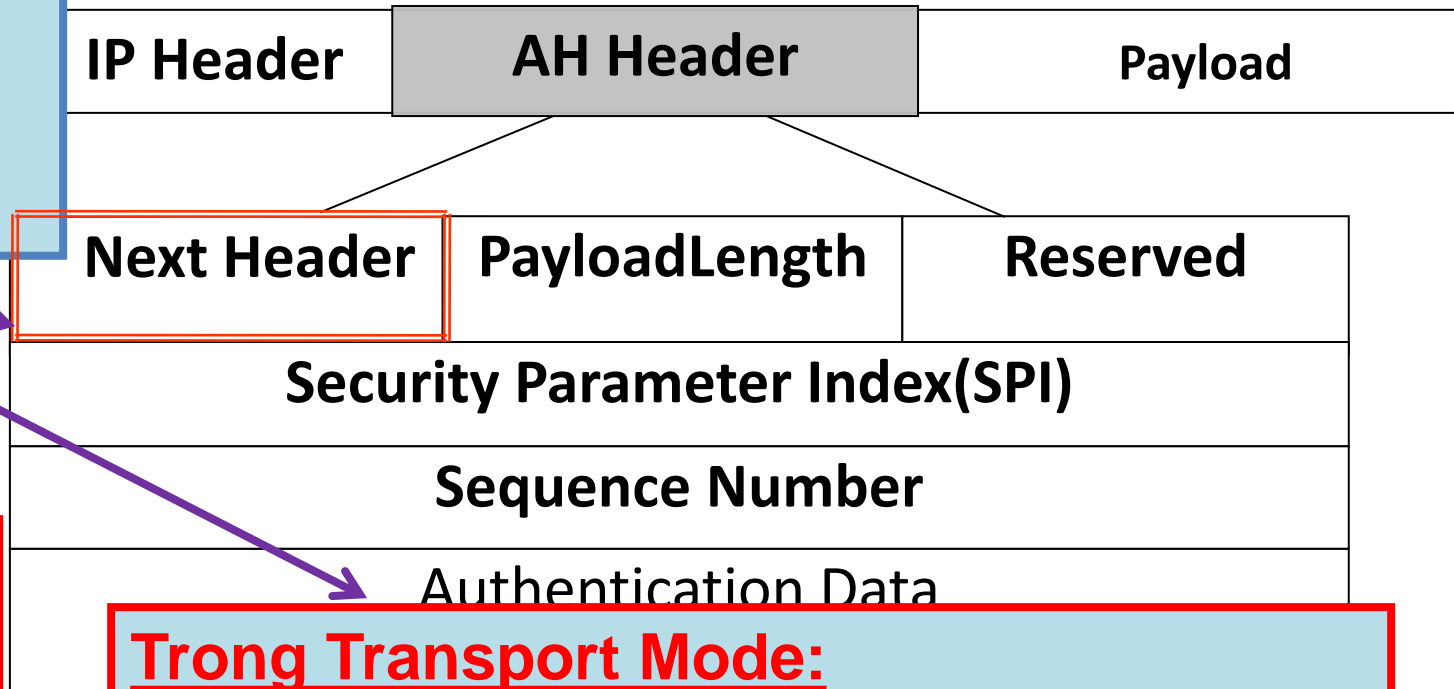 IP Header AH Header Payload
Next Header PayloadLength Reserved
Security Parameter Index(SPI)
Sequence Number
Authentication Data
Trong Transport Mode: